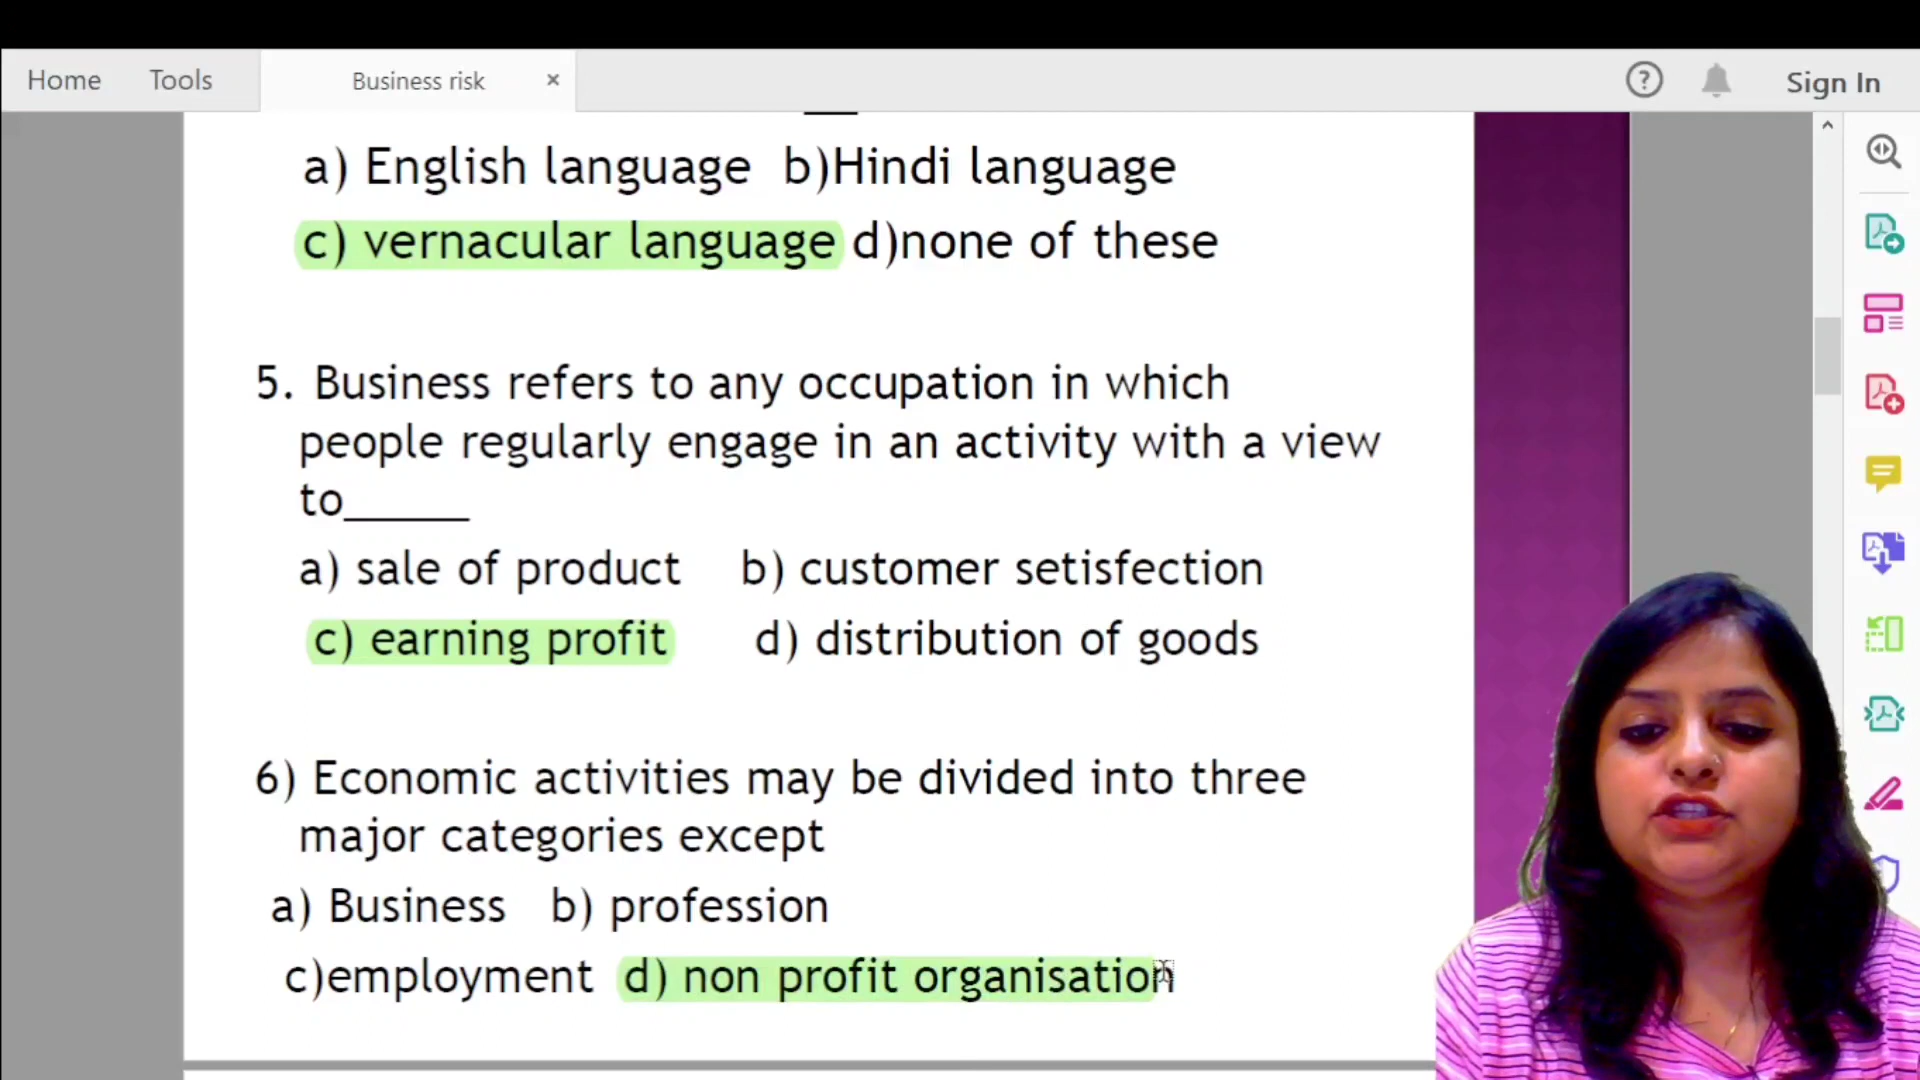 Home Tools Business risk × ? Sign In
a) English language b)Hindi language
c) vernacular language d)none of these
5. Business refers to any occupation in which
people regularly engage in an activity with a view
to_____
a) sale of product b) customer setisfection
c) earning profit d) distribution of goods
6) Economic activities may be divided into three
major categories except
a) Business b) profession
c)employment d) non profit organisation